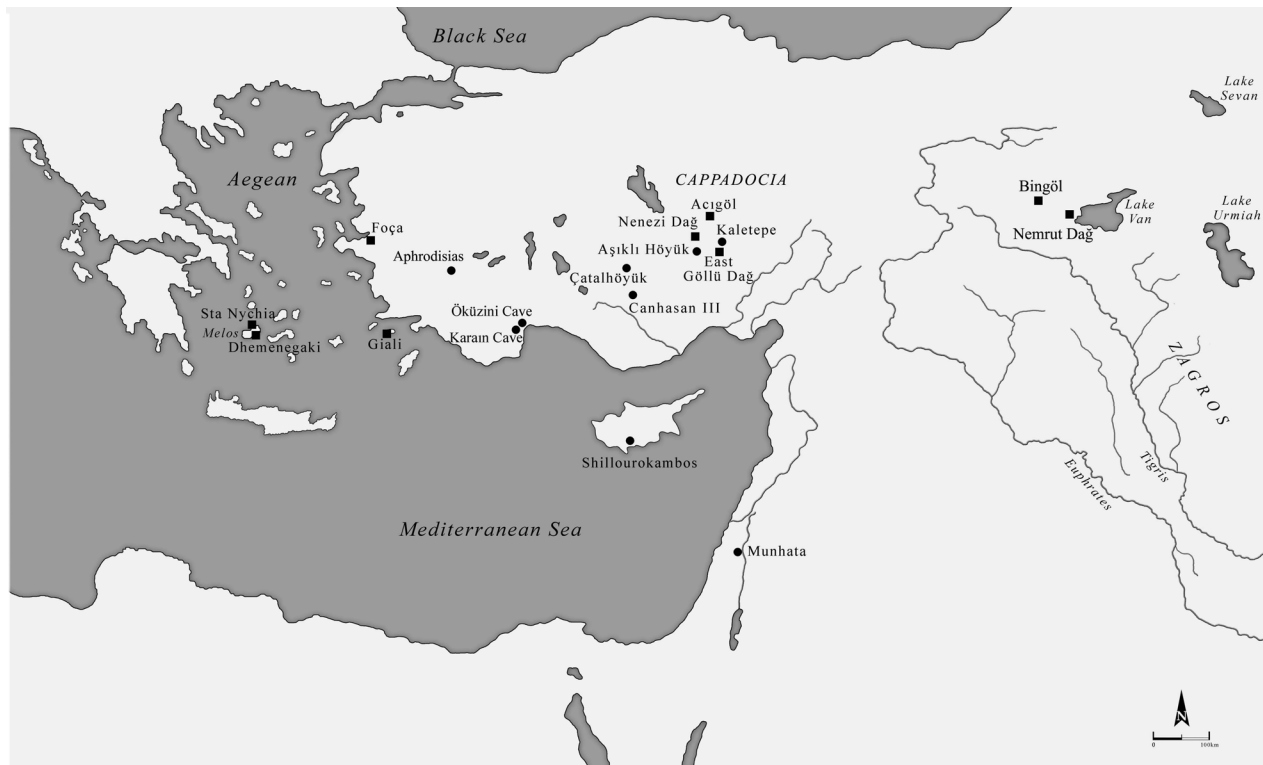 Black Sea
Lake
Sevan
Aegean
CAPPADOCIA
Acıgöl
Bingöl
Lake
Van
Lake
Urmiah
Nemrut Dağ
Foça
Nenezi Dağ
Kaletepe
Aphrodisias
Aşıklı Höyük
East
Göllü Dağ
Çatalhöyük
Canhasan III
Sta Nychia
Melos
Dhemenegaki
Giali
Öküzini Cave
Karaın Cave
ZAGROS
Shillourokambos
Tigris
Euphrates
Mediterranean Sea
Munhata
N
0 100km